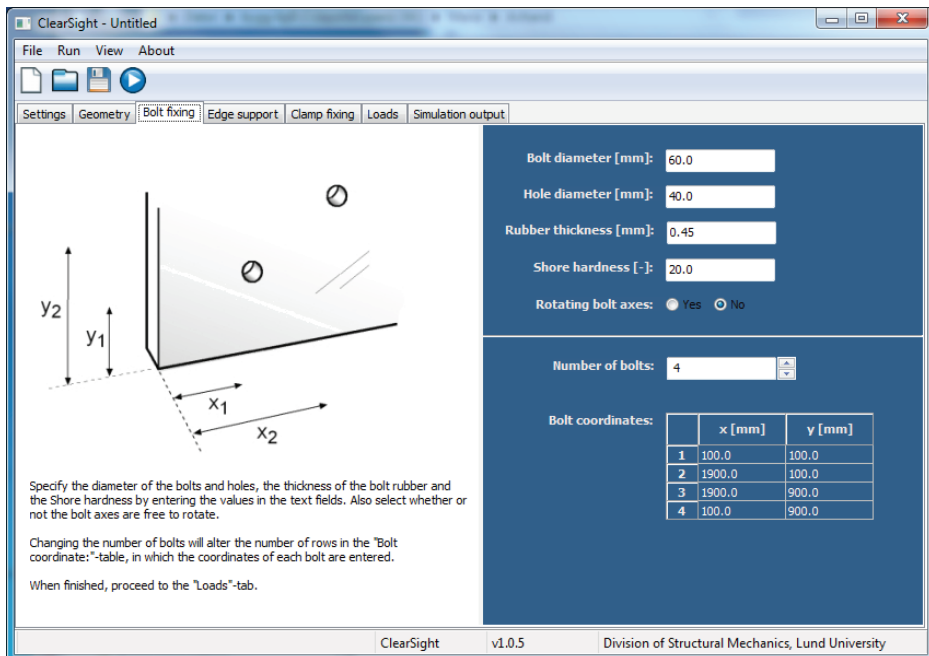 ClearSight - Untitled
File Run View About
Settings Geometry Bolt fixing Edge support Clamp fixing Loads Simulation output
y2
y1
x1
x2
Specify the diameter of the bolts and holes, the thickness of the bolt rubber and
the Shore hardness by entering the values in the text fields. Also select whether or
not the bolt axes are free to rotate.
Changing the number of bolts will alter the number of rows in the "Bolt
coordinate:"-table, in which the coordinates of each bolt are entered.
When finished, proceed to the "Loads"-tab.
Bolt diameter [mm]: 60.0
Hole diameter [mm]: 40.0
Rubber thickness [mm]: 0.45
Shore hardness [-]: 20.0
Rotating bolt axes: Yes No
Number of bolts: 4
Bolt coordinates:
x [mm] y [mm]
1 100.0 100.0
2 1900.0 100.0
3 1900.0 900.0
4 100.0 900.0
ClearSight v1.0.5 Division of Structural Mechanics, Lund University